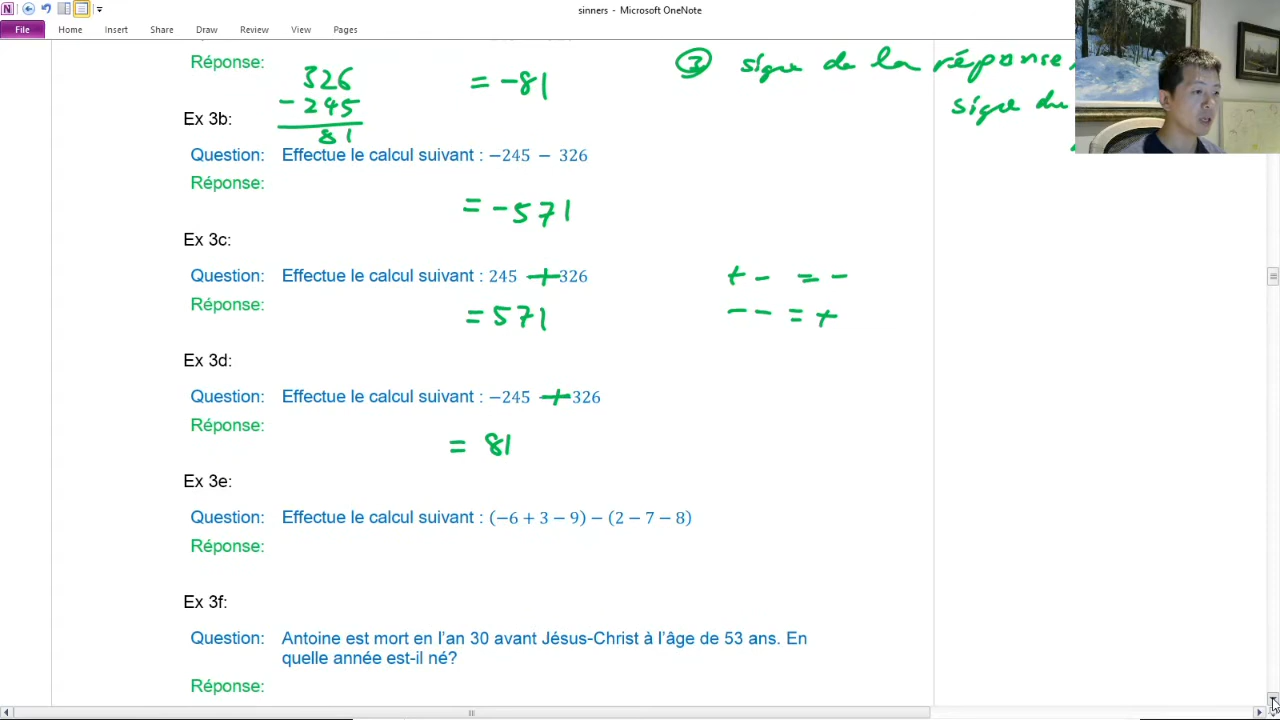 sinners - Microsoft OneNote
File Home Insert Share Draw Review View Pages
Réponse:
326
- 245
81
= -81
③ signe de la réponse
signe du
Ex 3b:
Question: Effectue le calcul suivant : −245 − 326
Réponse:
= -571
Ex 3c:
Question: Effectue le calcul suivant : 245 + 326
+ - = -
Réponse:
= 571
- - = +
Ex 3d:
Question: Effectue le calcul suivant : −245 + 326
Réponse:
= 81
Ex 3e:
Question: Effectue le calcul suivant : (−6 + 3 − 9) − (2 − 7 − 8)
Réponse:
Ex 3f:
Question: Antoine est mort en l'an 30 avant Jésus-Christ à l'âge de 53 ans. En
quelle année est-il né?
Réponse: